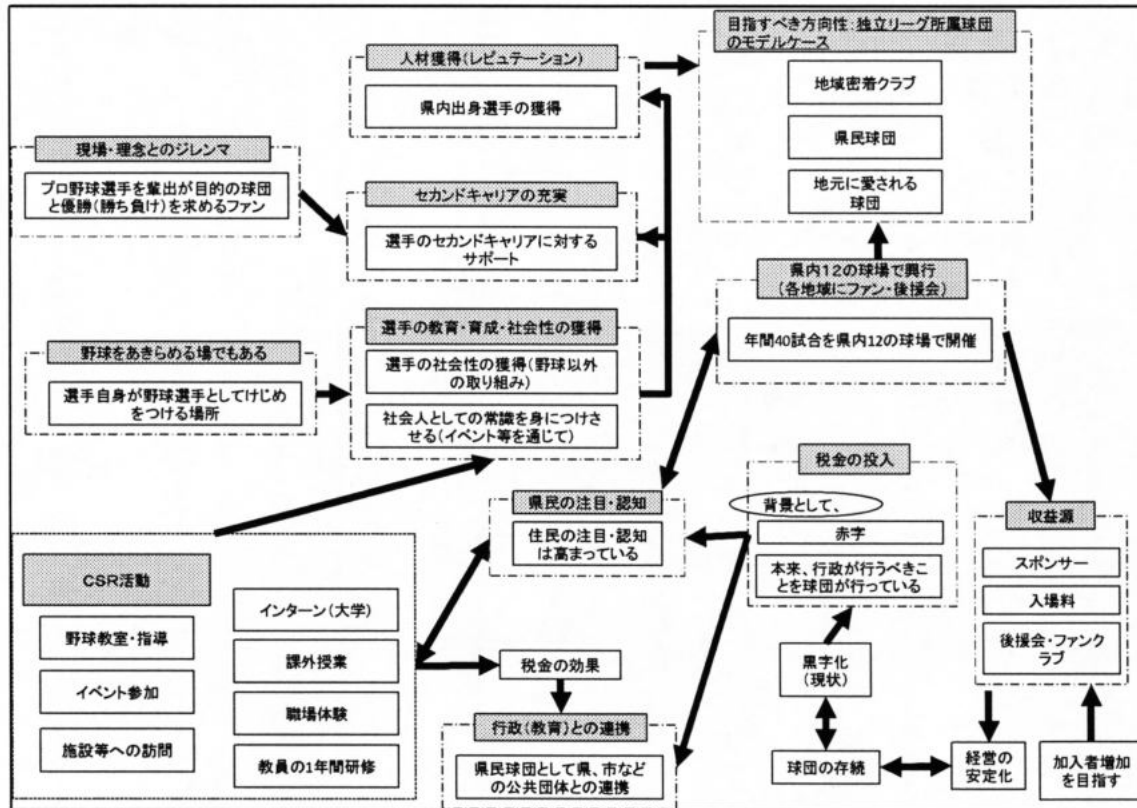 目指すべき方向性：独立リーグ所属球団
のモデルケース
地域密着クラブ
県民球団
地元に愛される
球団
人材獲得(レピュテーション)
県内出身選手の獲得
現場・理念とのジレンマ
プロ野球選手を輩出が目的の球団
と優勝(勝ち負け)を求めるファン
セカンドキャリアの充実
選手のセカンドキャリアに対する
サポート
県内12の球場で興行
(各地域にファン・後援会)
年間40試合を県内12の球場で開催
選手の教育・育成・社会性の獲得
選手の社会性の獲得(野球以外
の取り組み)
社会人としての常識を身につけさ
せる(イベント等を通じて)
野球をあきらめる場でもある
選手自身が野球選手としてけじめ
をつける場所
税金の投入
背景として、
赤字
本来、行政が行うべきこ
とを球団が行っている
県民の注目・認知
住民の注目・認知
は高まっている
収益源
スポンサー
入場料
後援会・ファンク
ラブ
CSR活動
野球教室・指導
イベント参加
施設等への訪問
インターン(大学)
課外授業
職場体験
教員の1年間研修
税金の効果
行政(教育)との連携
県民球団として県、市など
の公共団体との連携
黒字化
(現状)
球団の存続
経営の
安定化
加入者増加
を目指す